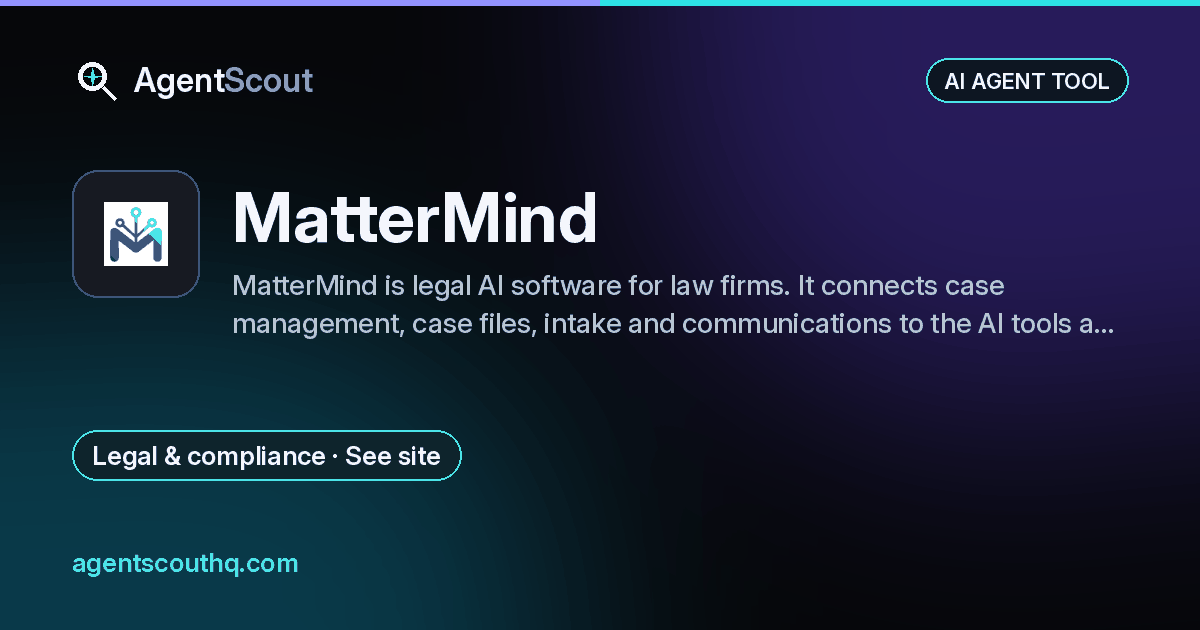 AgentScout
AI AGENT TOOL
MatterMind
MatterMind is legal AI software for law firms. It connects case
management, case files, intake and communications to the AI tools a...
Legal & compliance · See site
agentscouthq.com